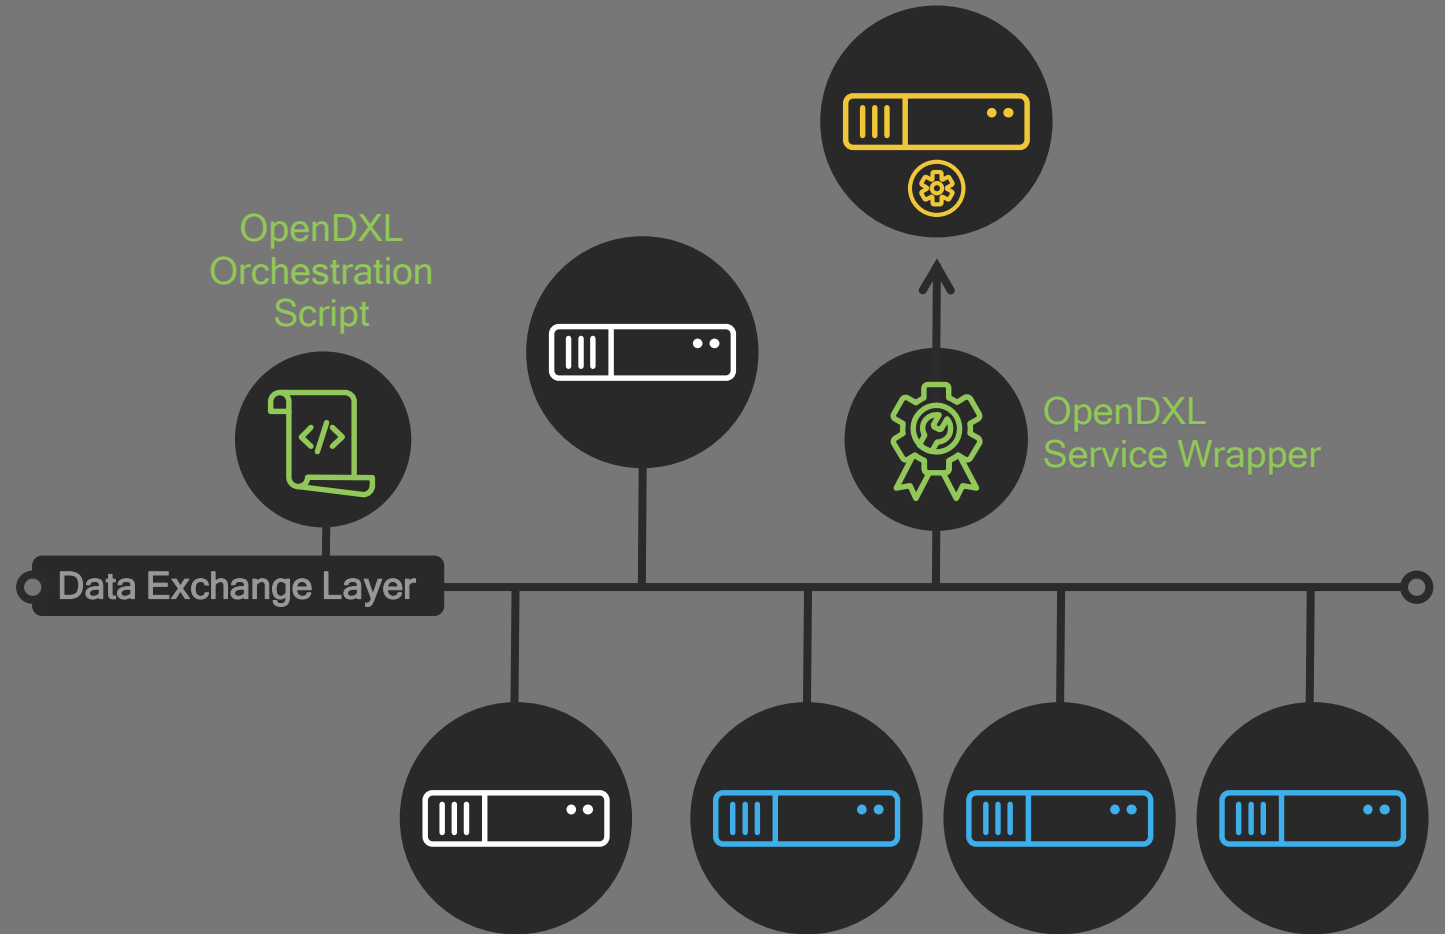 OpenDXL
Orchestration
Script
OpenDXL
Service Wrapper
Data Exchange Layer